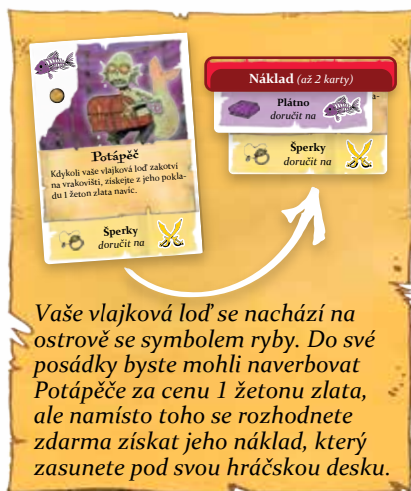 Potápěč
Kdykoli vaše vlajková loď zakotví
na vrakovišti, získejte z jeho pokla-
du 1 žeton zlata navíc.
Šperky
doručit na
Náklad (až 2 karty)
Plátno
doručit na
a-
Šperky
doručit na
Vaše vlajková loď se nachází na
ostrově se symbolem ryby. Do své
posádky byste mohli naverbovat
Potápěče za cenu 1 žetonu zlata,
ale namísto toho se rozhodnete
zdarma získat jeho náklad, který
zasunete pod svou hráčskou desku.